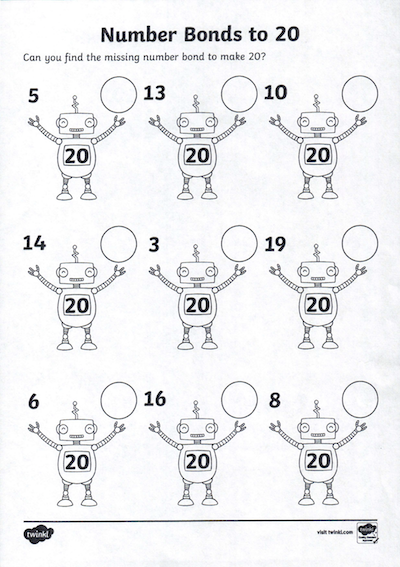 Number Bonds to 20
Can you find the missing number bond to make 20?
5 13 10
20 20 20
14 3 19
20 20 20
6 16 8
20 20 20
twinkl visit twinkl.com